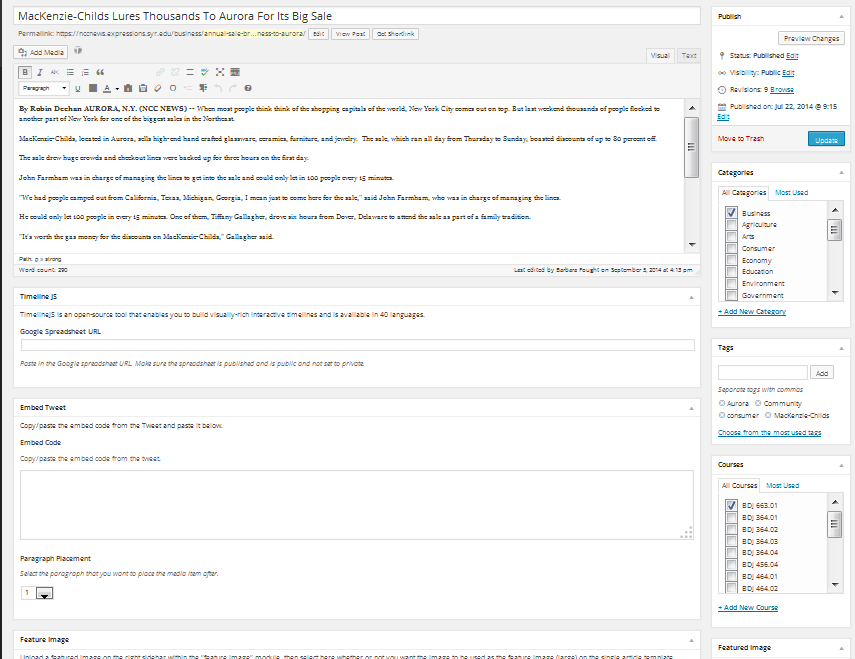 MacKenzie-Childs Lures Thousands To Aurora For Its Big Sale
Permalink: https://nccnews.expressions.syr.edu/business/annual-sale-br...ness-to-aurora/ Edit View Post Get Shortlink
Add Media
Visual Text
B I ABC
Paragraph U A
By Robin Deehan AURORA, N.Y. (NCC NEWS) -- When most people think think of the shopping capitals of the world, New York City comes out on top. But last weekend thousands of people flocked to
another part of New York for one of the biggest sales in the Northeast.
MacKenzie-Childs, located in Aurora, sells high-end hand crafted glassware, ceramics, furniture, and jewelry. The sale, which ran all day from Thursday to Sunday, boasted discounts of up to 80 percent off.
The sale drew huge crowds and checkout lines were backed up for three hours on the first day.
John Farmham was in charge of managing the lines to get into the sale and could only let in 100 people every 15 minutes.
"We had people camped out from California, Texas, Michigan, Georgia, I mean just to come here for the sale," said John Farmham, who was in charge of managing the lines.
He could only let 100 people in every 15 minutes. One of them, Tiffany Gallagher, drove six hours from Dover, Delaware to attend the sale as part of a family tradition.
"It's worth the gas money for the discounts on MacKenzie-Childs," Gallagher said.
Path: p » strong
Word count: 290 Last edited by Barbara Fought on September 5, 2014 at 4:13 pm
Timeline JS
TimelineJS is an open-source tool that enables you to build visually-rich interactive timelines and is available in 40 languages.
Google Spreadsheet URL
Paste in the Google spreadsheet URL. Make sure the spreadsheet is published and is public and not set to private.
Embed Tweet
Copy/paste the embed code from the Tweet and paste it below.
Embed Code
Copy/paste the embed code from the tweet.
Paragraph Placement
Select the paragraph that you want to place the media item after.
1
Feature Image
Upload a featured image on the right sidebar within the "feature image" module, then select here whether or not you want the image to be used as the feature image (large) on the single article template.
Publish
Preview Changes
Status: Published Edit
Visibility: Public Edit
Revisions: 9 Browse
Published on: Jul 22, 2014 @ 9:15
Edit
Move to Trash Update
Categories
All Categories Most Used
Business
Agriculture
Arts
Consumer
Economy
Education
Environment
Government
+ Add New Category
Tags
Add
Separate tags with commas
Aurora Community
consumer MacKenzie-Childs
Choose from the most used tags
Courses
All Courses Most Used
BDJ 663.01
BDJ 364.01
BDJ 364.02
BDJ 364.03
BDJ 364.04
BDJ 456.04
BDJ 464.01
BDJ 464.02
+ Add New Course
Featured Image